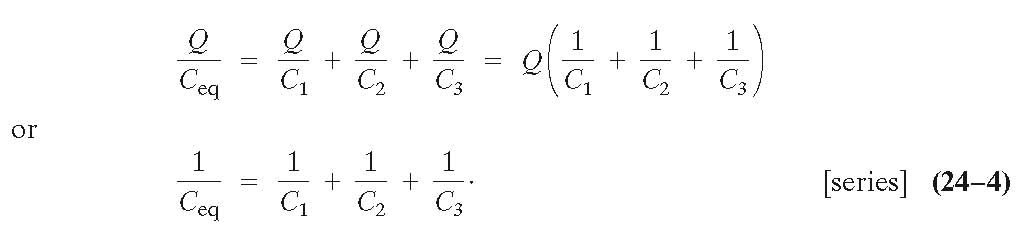 Q/C_eq = Q/C_1 + Q/C_2 + Q/C_3 = Q(1/C_1 + 1/C_2 + 1/C_3)
or
1/C_eq = 1/C_1 + 1/C_2 + 1/C_3. [series] (24–4)